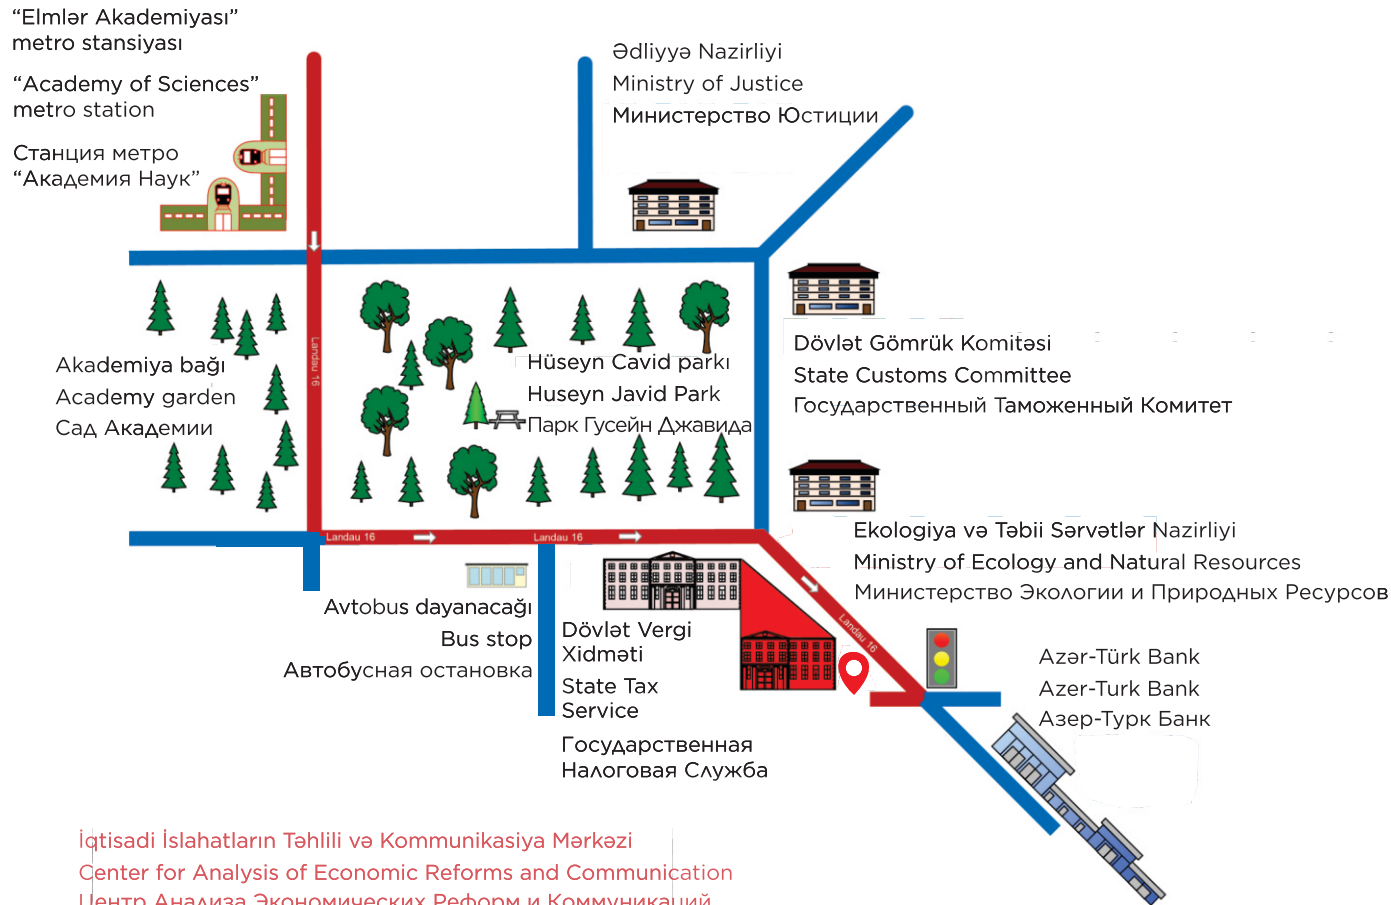 “Elmlər Akademiyası”
metro stansiyası
“Academy of Sciences”
metro station
Станция метро
“Академия Наук”
Ədliyyə Nazirliyi
Ministry of Justice
Министерство Юстиции
Landau 16
Akademiya bağı
Academy garden
Сад Академии
Hüseyn Cavid parkı
Huseyn Javid Park
Парк Гусейн Джавида
Dövlət Gömrük Komitəsi
State Customs Committee
Государственный Таможенный Комитет
Landau 16
Landau 16
Ekologiya və Təbii Sərvətlər Nazirliyi
Ministry of Ecology and Natural Resources
Министерство Экологии и Природных Ресурсов
Avtobus dayanacağı
Bus stop
Автобусная остановка
Dövlət Vergi
Xidməti
State Tax
Service
Государственная
Налоговая Служба
Landau 16
Azər-Türk Bank
Azer-Turk Bank
Азер-Турк Банк
İqtisadi İslahatların Təhlili və Kommunikasiya Mərkəzi
Center for Analysis of Economic Reforms and Communication
Центр Анализа Экономических Реформ и Коммуникаций